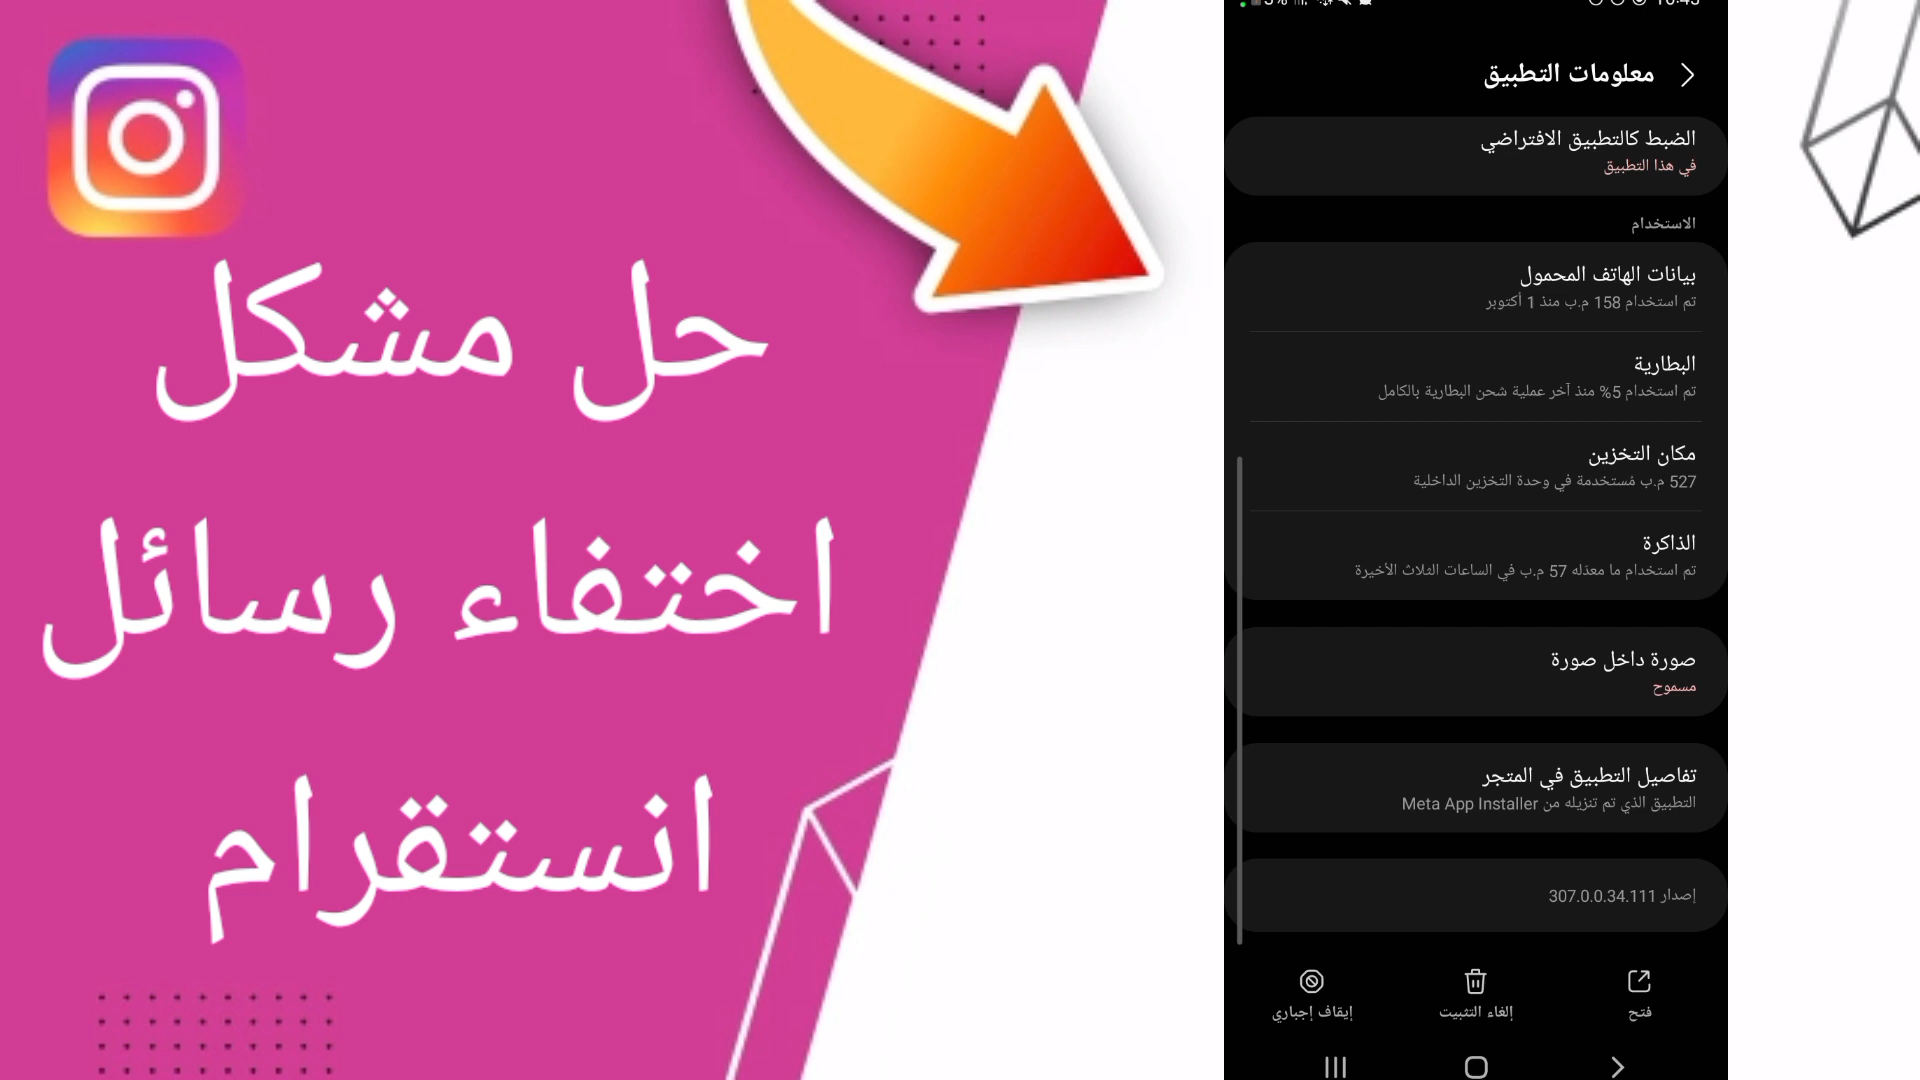 حل مشكل
اختفاء رسائل
انستقرام
معلومات التطبيق
الضبط كالتطبيق الافتراضي
في هذا التطبيق
الاستخدام
بيانات الهاتف المحمول
تم استخدام 158 م.ب منذ 1 أكتوبر
البطارية
تم استخدام 5% منذ آخر عملية شحن البطارية بالكامل
مكان التخزين
527 م.ب مُستخدمة في وحدة التخزين الداخلية
الذاكرة
تم استخدام ما معدّله 57 م.ب في الساعات الثلاث الأخيرة
صورة داخل صورة
مسموح
تفاصيل التطبيق في المتجر
التطبيق الذي تم تنزيله من Meta App Installer
إصدار 307.0.0.34.111
فتح
إلغاء التثبيت
إيقاف إجباري